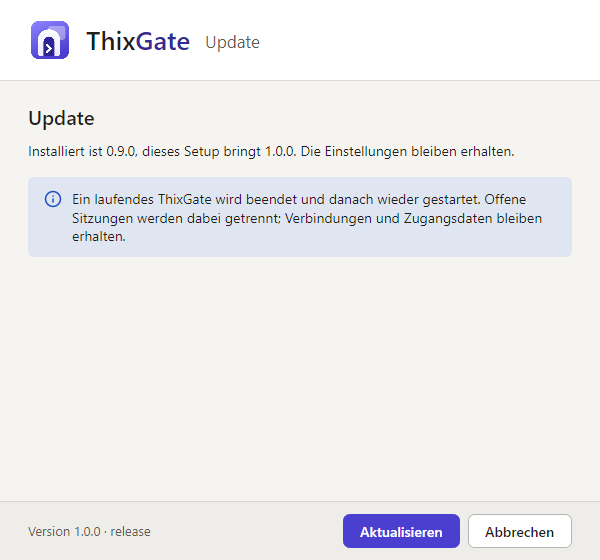 ThixGate Update
Update
Installiert ist 0.9.0, dieses Setup bringt 1.0.0. Die Einstellungen bleiben erhalten.
Ein laufendes ThixGate wird beendet und danach wieder gestartet. Offene
Sitzungen werden dabei getrennt; Verbindungen und Zugangsdaten bleiben
erhalten.
Version 1.0.0 · release
Aktualisieren
Abbrechen